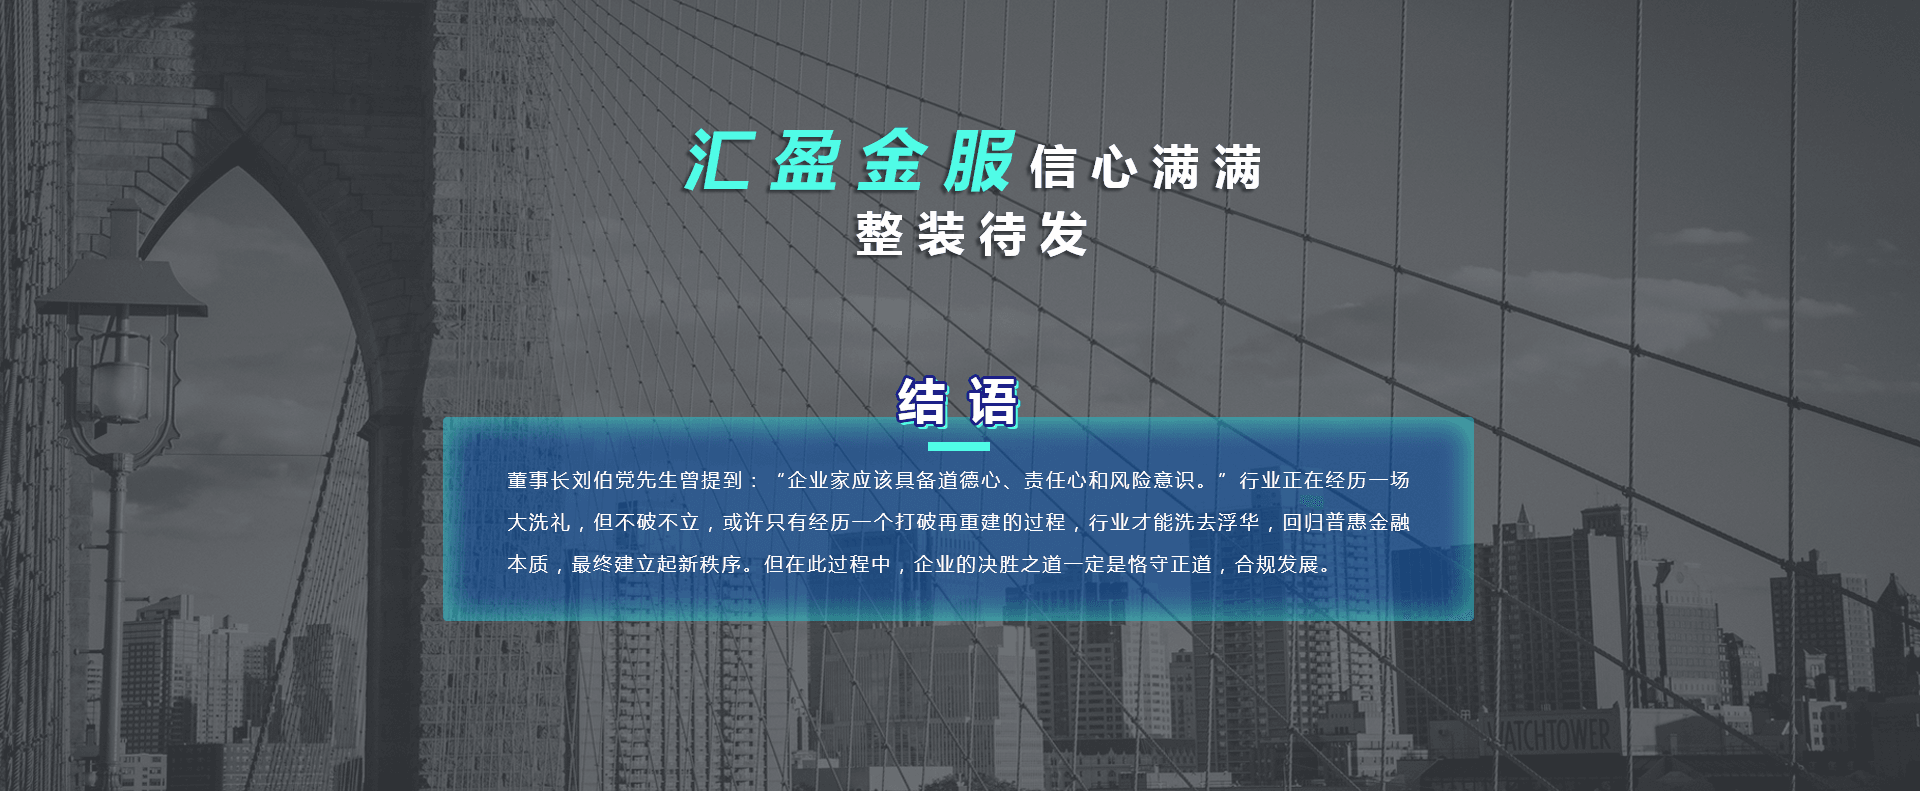 汇盈金服信心满满
整装待发
结语
董事长刘伯党先生曾提到：“企业家应该具备道德心、责任心和风险意识。”行业正在经历一场
大洗礼，但不破不立，或许只有经历一个打破再重建的过程，行业才能洗去浮华，回归普惠金融
本质，最终建立起新秩序。但在此过程中，企业的决胜之道一定是恪守正道，合规发展。
WATCHTOWER